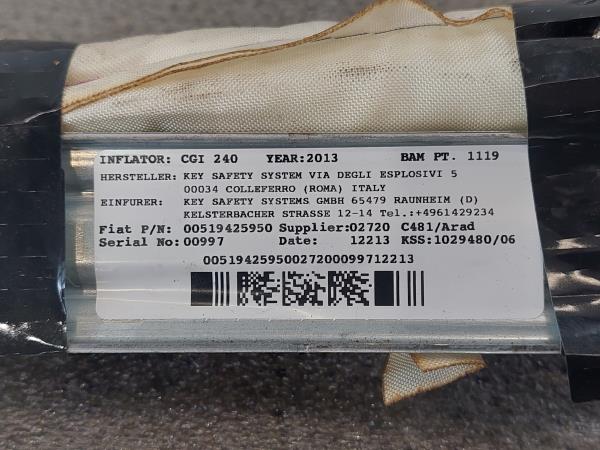 INFLATOR: CGI 240 YEAR:2013 BAM PT. 1119
HERSTELLER: KEY SAFETY SYSTEM VIA DEGLI ESPLOSIVI 5
00034 COLLEFERRO (ROMA) ITALY
EINFURER: KEY SAFETY SYSTEMS GMBH 65479 RAUNHEIM (D)
KELSTERBACHER STRASSE 12-14 Tel.:+4961429234
Fiat P/N: 00519425950 Supplier:02720 C481/Arad
Serial No:00997 Date: 12213 KSS:1029480/06
005194259500272000099712213